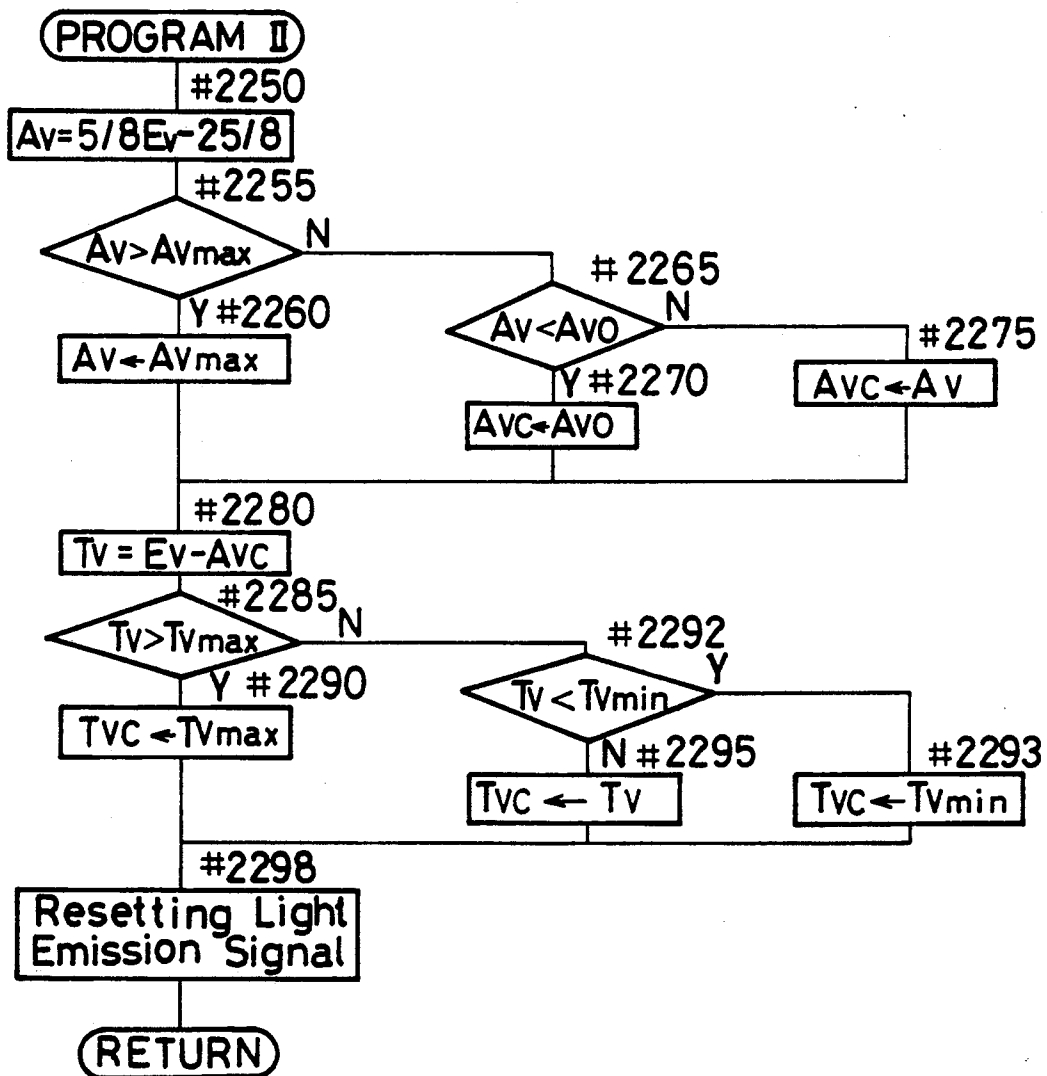 PROGRAM II
#2250
Av=5/8Ev-25/8
#2255
Av>Avmax
N
#2265
Y #2260
Av<Avo
N
#2275
Av←Avmax
Y #2270
Avc←Av
Avc←Avo
#2280
Tv=Ev-Avc
#2285
Tv>Tvmax
N
#2292
Y
Y #2290
Tv<Tvmin
Tvc←Tvmax
N #2295
#2293
Tvc←Tv
Tvc←Tvmin
#2298
Resetting Light
Emission Signal
RETURN